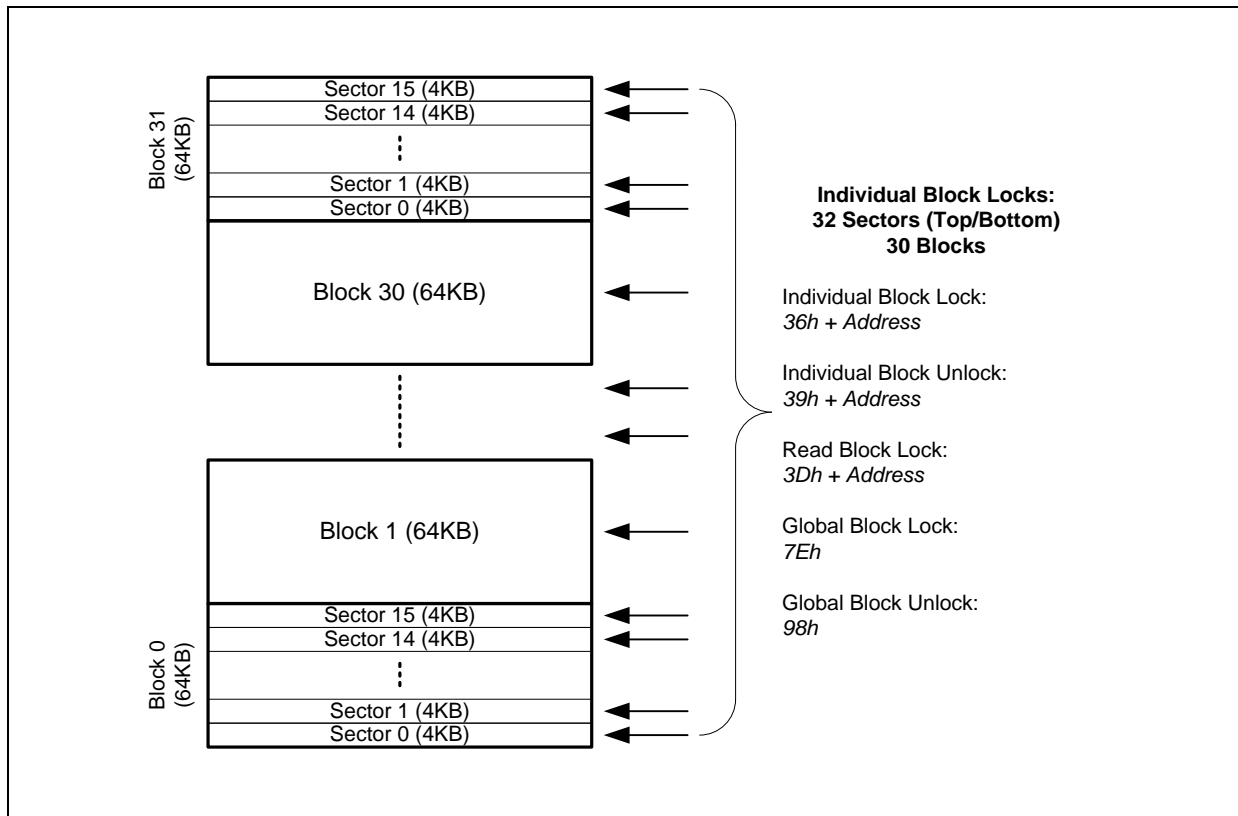 Block 31
(64KB)
Sector 15 (4KB)
Sector 14 (4KB)
Sector 1 (4KB)
Sector 0 (4KB)
Block 30 (64KB)
Block 1 (64KB)
Block 0
(64KB)
Sector 15 (4KB)
Sector 14 (4KB)
Sector 1 (4KB)
Sector 0 (4KB)
Individual Block Locks:
32 Sectors (Top/Bottom)
30 Blocks
Individual Block Lock:
36h + Address
Individual Block Unlock:
39h + Address
Read Block Lock:
3Dh + Address
Global Block Lock:
7Eh
Global Block Unlock:
98h